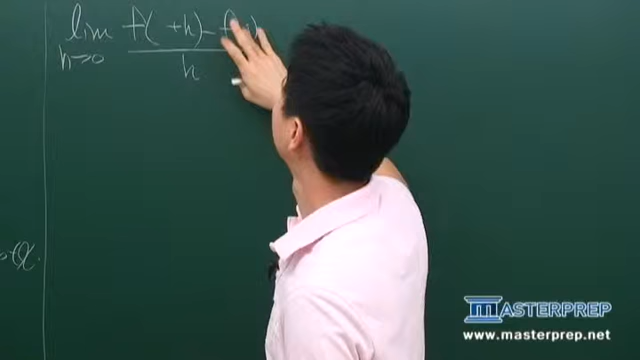 lim f( +h)-f( )
h→0 h
α.
MASTERPREP
www.masterprep.net